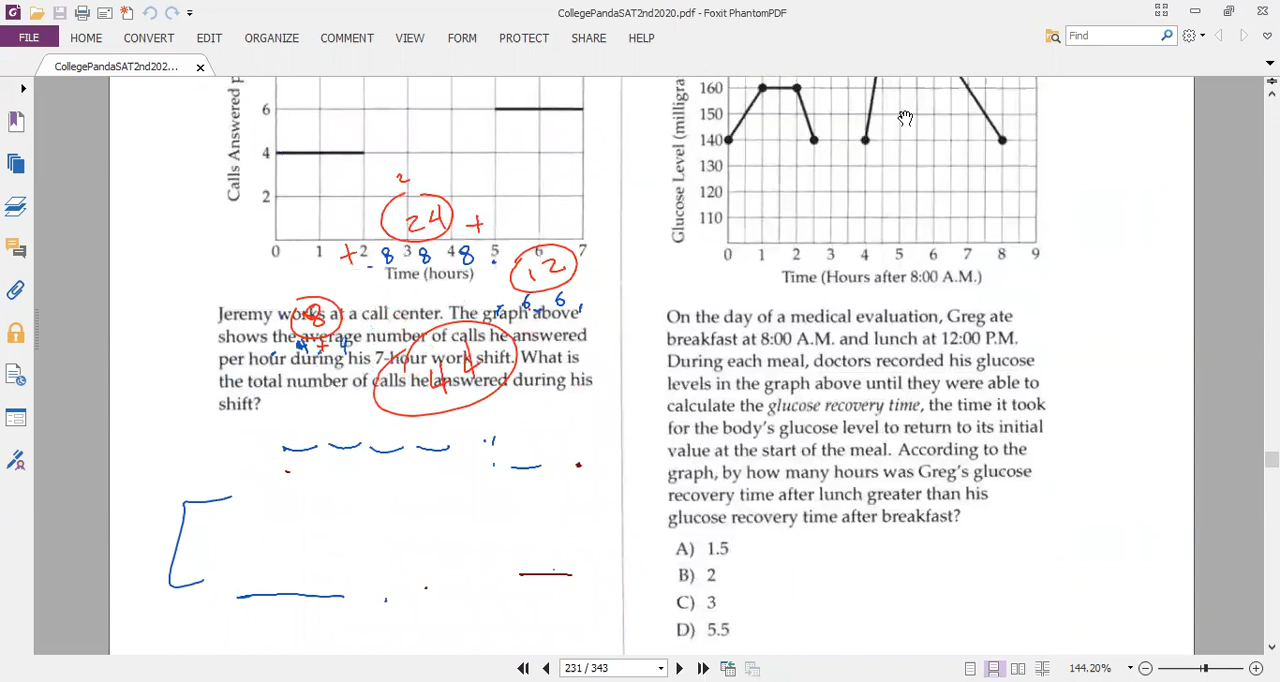 CollegePandaSAT2nd2020.pdf - Foxit PhantomPDF
FILE HOME CONVERT EDIT ORGANIZE COMMENT VIEW FORM PROTECT SHARE HELP
Find
CollegePandaSAT2nd202...
Calls Answered p
6
4
2
0 1 2 3 4 5 6 7
Time (hours)
2
24 +
+ 8 8 8
12
6 6
8
4 + 4
44
Jeremy works at a call center. The graph above
shows the average number of calls he answered
per hour during his 7-hour work shift. What is
the total number of calls he answered during his
shift?
Glucose Level (milligra
160
150
140
130
120
110
0 1 2 3 4 5 6 7 8 9
Time (Hours after 8:00 A.M.)
On the day of a medical evaluation, Greg ate
breakfast at 8:00 A.M. and lunch at 12:00 P.M.
During each meal, doctors recorded his glucose
levels in the graph above until they were able to
calculate the glucose recovery time, the time it took
for the body's glucose level to return to its initial
value at the start of the meal. According to the
graph, by how many hours was Greg's glucose
recovery time after lunch greater than his
glucose recovery time after breakfast?
A) 1.5
B) 2
C) 3
D) 5.5
231 / 343
144.20%